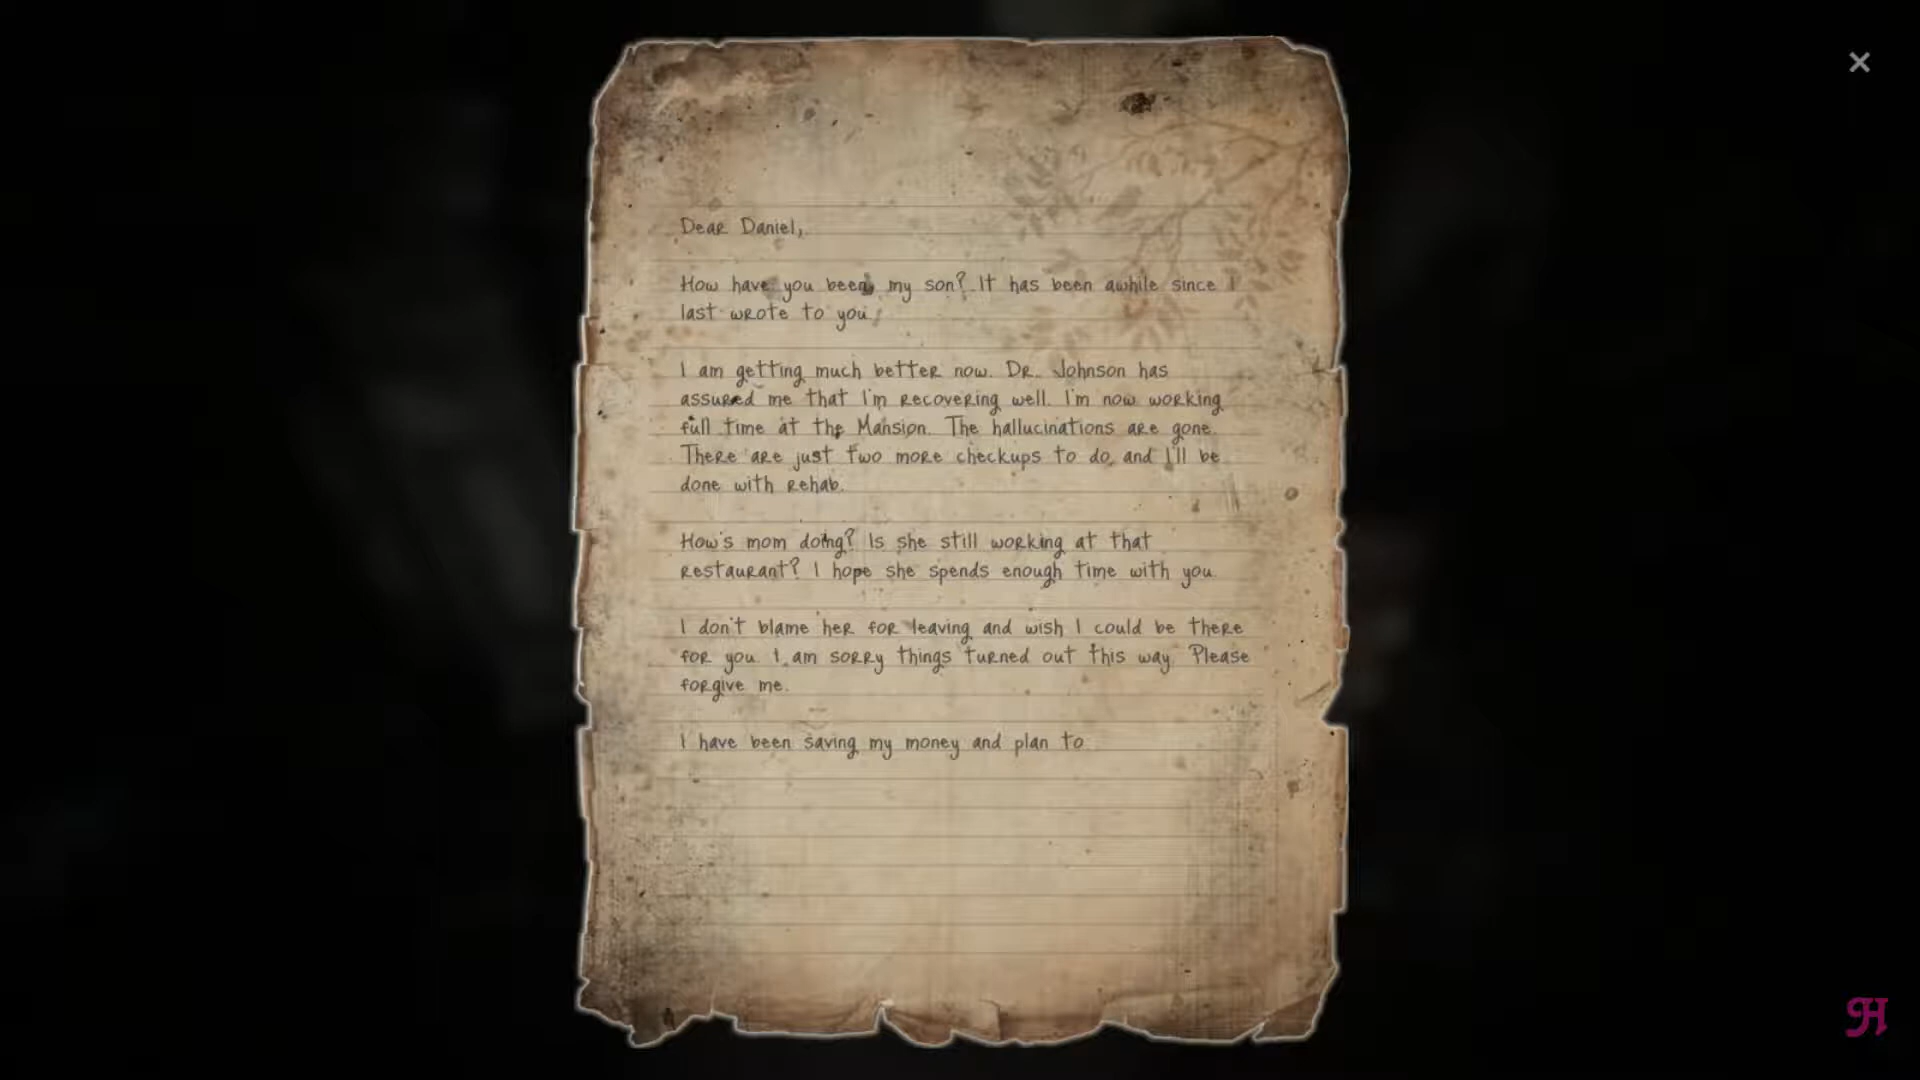 Dear Daniel,
How have you been, my son? It has been awhile since I
last wrote to you.
I am getting much better now. Dr. Johnson has
assured me that I'm recovering well. I'm now working
full time at the Mansion. The hallucinations are gone.
There are just two more checkups to do, and I'll be
done with rehab.
How's mom doing? Is she still working at that
restaurant? I hope she spends enough time with you.
I don't blame her for leaving and wish I could be there
for you. I am sorry things turned out this way. Please
forgive me.
I have been saving my money and plan to